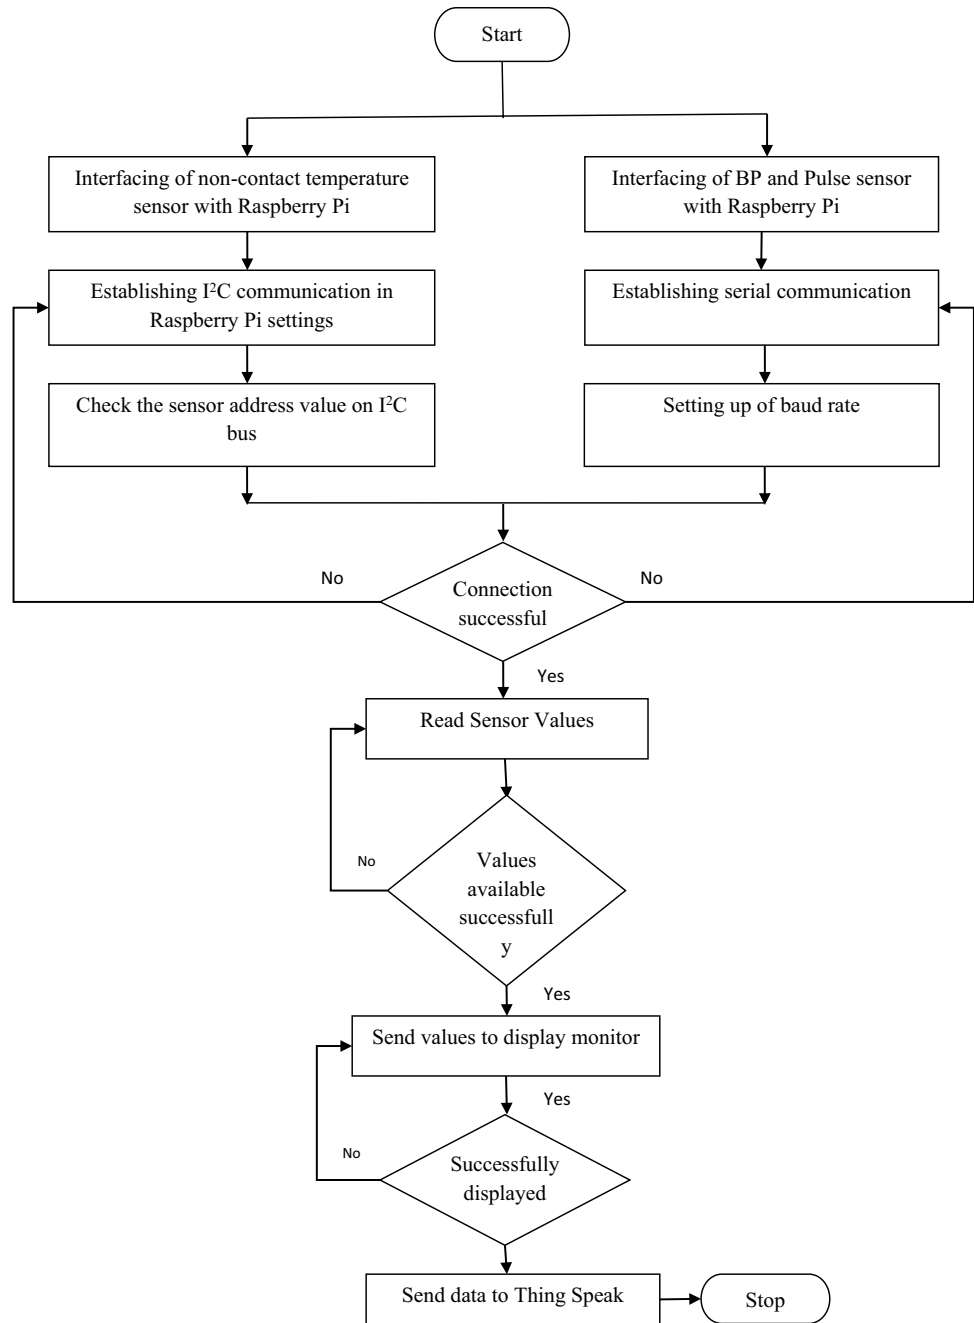 Start
Interfacing of non-contact temperature
sensor with Raspberry Pi
Interfacing of BP and Pulse sensor
with Raspberry Pi
Establishing I²C communication in
Raspberry Pi settings
Establishing serial communication
Check the sensor address value on I²C
bus
Setting up of baud rate
No
No
Connection
successful
Yes
Read Sensor Values
No
Values
available
successfull
y
Yes
Send values to display monitor
Yes
No
Successfully
displayed
Send data to Thing Speak
Stop